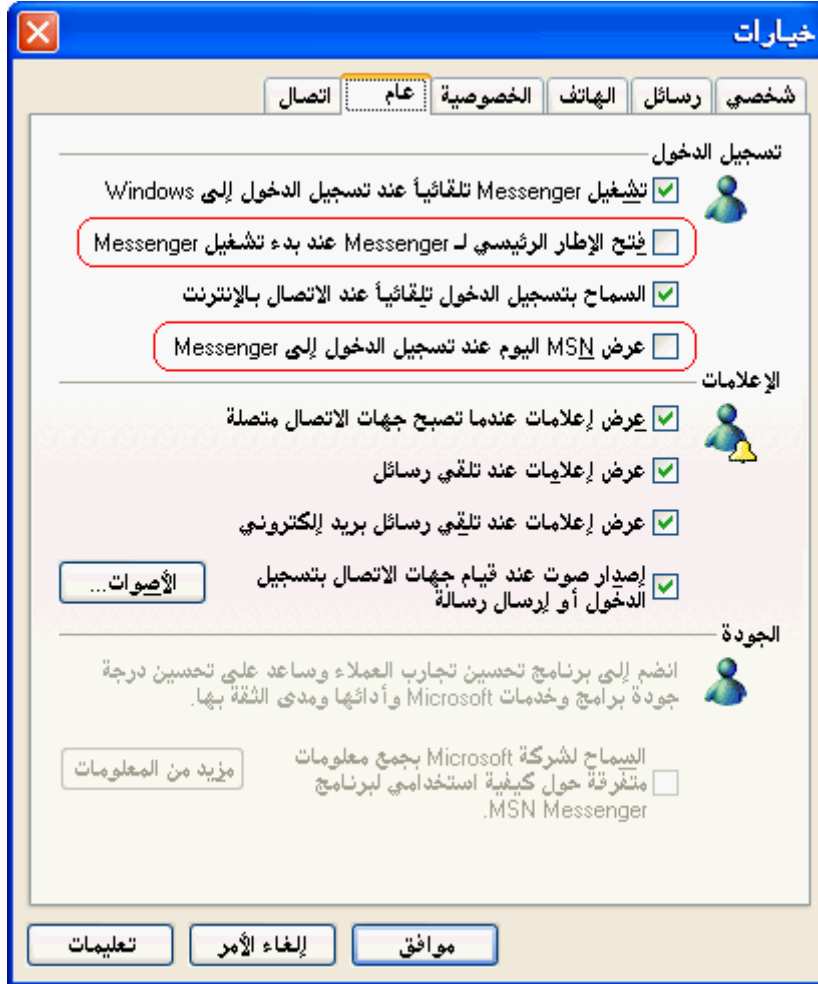 خيارات
شخصي
رسائل
الهاتف
الخصوصية
عام
اتصال
تسجيل الدخول
تشغيل Messenger تلقائياً عند تسجيل الدخول إلى Windows
فتح الإطار الرئيسي لـ Messenger عند بدء تشغيل Messenger
السماح بتسجيل الدخول تلقائياً عند الاتصال بالإنترنت
عرض MSN اليوم عند تسجيل الدخول إلى Messenger
الإعلامات
عرض إعلامات عندما تصبح جهات الاتصال متصلة
عرض إعلامات عند تلقي رسائل
عرض إعلامات عند تلقي رسائل بريد إلكتروني
إصدار صوت عند قيام جهات الاتصال بتسجيل
الدخول أو إرسال رسالة
الأصوات...
الجودة
انضم إلى برنامج تحسين تجارب العملاء وساعد على تحسين درجة
جودة برامج وخدمات Microsoft وأدائها ومدى الثقة بها.
السماح لشركة Microsoft بجمع معلومات
متفرقة حول كيفية استخدامي لبرنامج
MSN Messenger.
مزيد من المعلومات
موافق
إلغاء الأمر
تعليمات